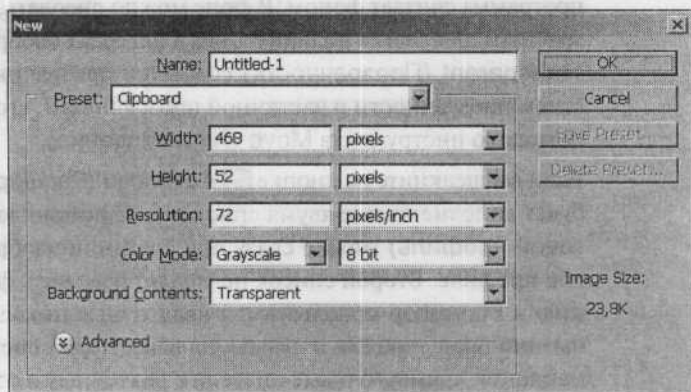 New
Name: Untitled-1
OK
Preset: Clipboard
Cancel
Width: 468 pixels
Save Preset...
Height: 52 pixels
Delete Preset...
Resolution: 72 pixels/inch
Color Mode: Grayscale 8 bit
Background Contents: Transparent
Image Size:
23,8K
Advanced